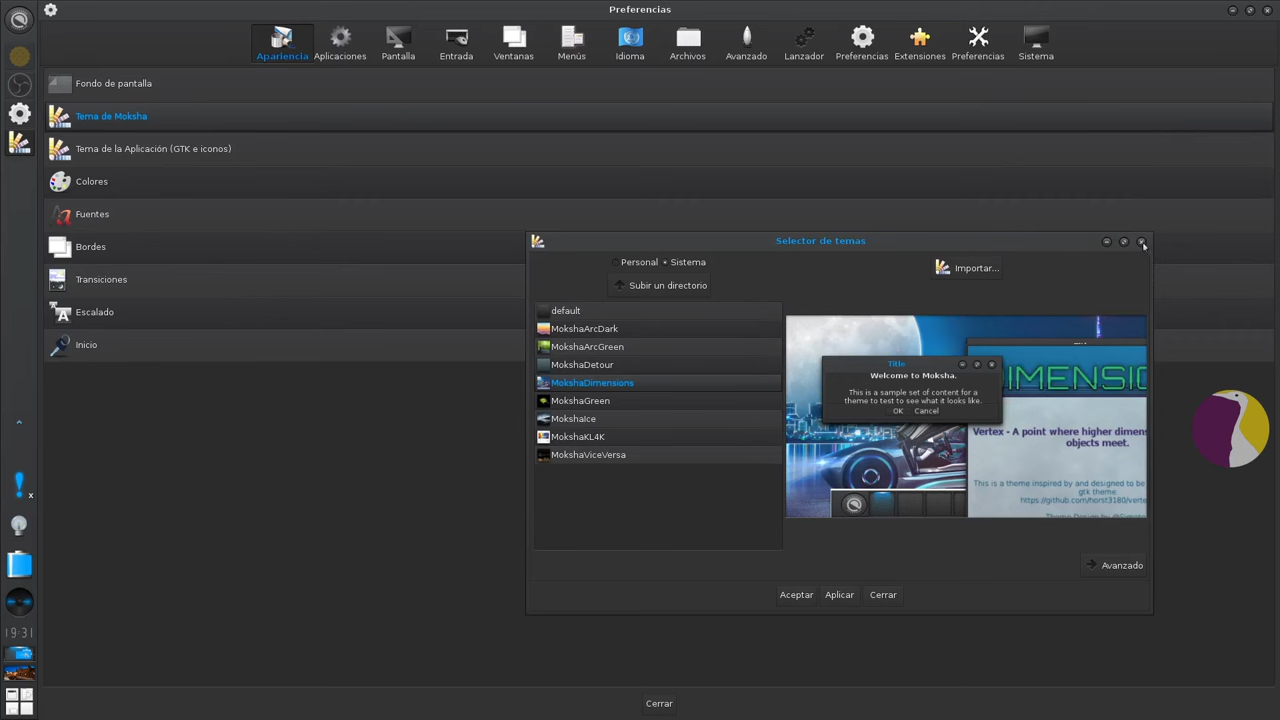 Preferencias
Apariencia
Aplicaciones
Pantalla
Entrada
Ventanas
Menús
Idioma
Archivos
Avanzado
Lanzador
Preferencias
Extensiones
Preferencias
Sistema
Fondo de pantalla
Tema de Moksha
Tema de la Aplicación (GTK e iconos)
Colores
Fuentes
Bordes
Transiciones
Escalado
Inicio
Selector de temas
Personal
Sistema
Subir un directorio
Importar...
default
MokshaArcDark
MokshaArcGreen
MokshaDetour
MokshaDimensions
MokshaGreen
MokshaIce
MokshaKL4K
MokshaViceVersa
Title
Welcome to Moksha.
This is a sample set of content for a
theme to test to see what it looks like.
OK
Cancel
IMENSIO
Vertex - A point where higher dimens
objects meet.
This is a theme inspired by and designed to be
gtk theme
https://github.com/horst3180/verte
Avanzado
Aceptar
Aplicar
Cerrar
x
19:31
Cerrar